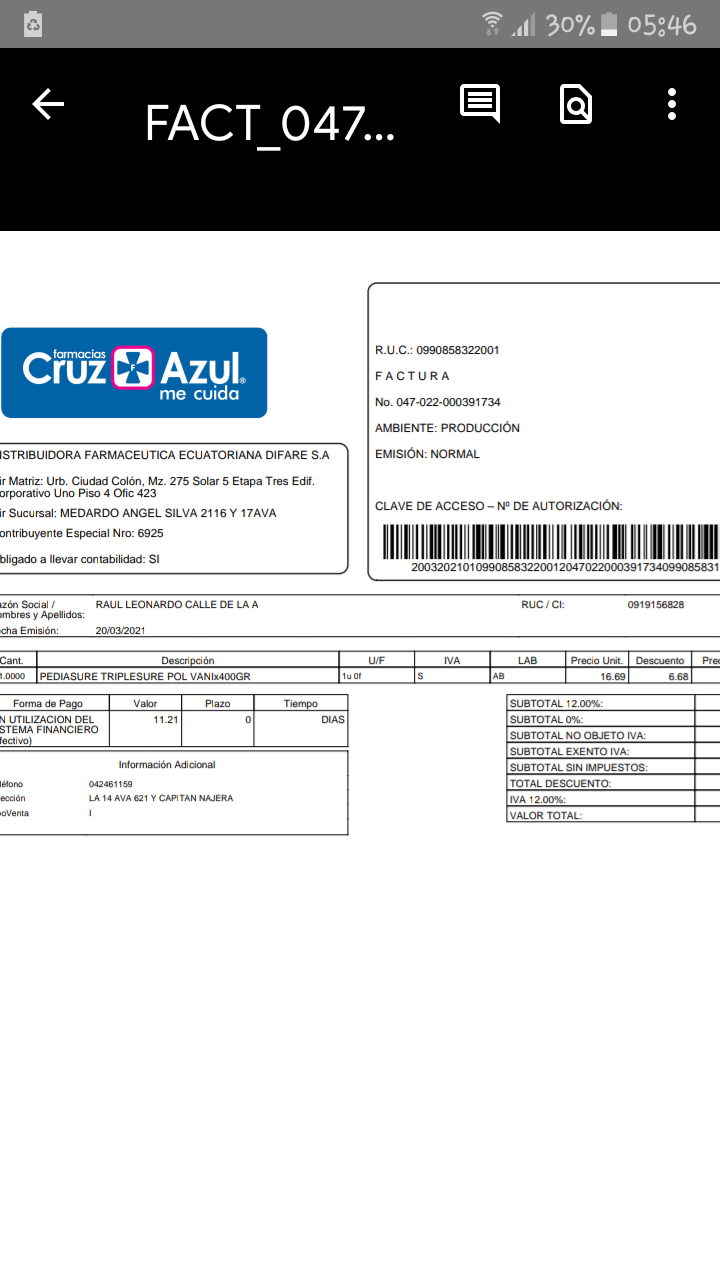 30% 05:46
FACT_047...
farmacias
Cruz Azul®
me cuida
ISTRIBUIDORA FARMACEUTICA ECUATORIANA DIFARE S.A
ir Matriz: Urb. Ciudad Colón, Mz. 275 Solar 5 Etapa Tres Edif.
orporativo Uno Piso 4 Ofic 423
ir Sucursal: MEDARDO ANGEL SILVA 2116 Y 17AVA
ontribuyente Especial Nro: 6925
bligado a llevar contabilidad: SI
R.U.C.: 0990858322001
F A C T U R A
No. 047-022-000391734
AMBIENTE: PRODUCCIÓN
EMISIÓN: NORMAL
CLAVE DE ACCESO – Nº DE AUTORIZACIÓN:
200320210109908583220012047022000391734099085831
azón Social / RAUL LEONARDO CALLE DE LA A RUC / CI: 0919156828
ombres y Apellidos:
cha Emisión: 20/03/2021
Cant. Descripción U/F IVA LAB Precio Unit. Descuento Prec
1.0000 PEDIASURE TRIPLESURE POL VANIx400GR 1u 0f S AB 16.69 6.68
Forma de Pago Valor Plazo Tiempo
N UTILIZACION DEL 11.21 0 DIAS
STEMA FINANCIERO
fectivo)
Información Adicional
léfono 042461159
ección LA 14 AVA 621 Y CAPITAN NAJERA
poVenta I
SUBTOTAL 12.00%:
SUBTOTAL 0%:
SUBTOTAL NO OBJETO IVA:
SUBTOTAL EXENTO IVA:
SUBTOTAL SIN IMPUESTOS:
TOTAL DESCUENTO:
IVA 12.00%:
VALOR TOTAL: